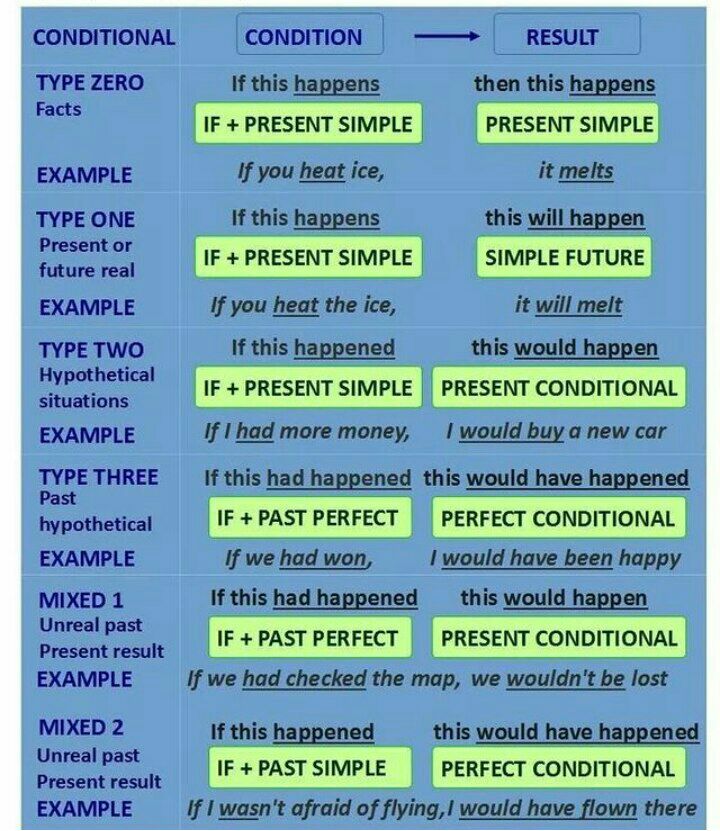 CONDITIONAL CONDITION RESULT
TYPE ZERO If this happens then this happens
Facts
IF + PRESENT SIMPLE PRESENT SIMPLE
EXAMPLE If you heat ice, it melts
TYPE ONE If this happens this will happen
Present or
future real
IF + PRESENT SIMPLE SIMPLE FUTURE
EXAMPLE If you heat the ice, it will melt
TYPE TWO If this happened this would happen
Hypothetical
situations
IF + PRESENT SIMPLE PRESENT CONDITIONAL
EXAMPLE If I had more money, I would buy a new car
TYPE THREE If this had happened this would have happened
Past
hypothetical
IF + PAST PERFECT PERFECT CONDITIONAL
EXAMPLE If we had won, I would have been happy
MIXED 1 If this had happened this would happen
Unreal past
Present result
IF + PAST PERFECT PRESENT CONDITIONAL
EXAMPLE If we had checked the map, we wouldn't be lost
MIXED 2 If this happened this would have happened
Unreal past
Present result
IF + PAST SIMPLE PERFECT CONDITIONAL
EXAMPLE If I wasn't afraid of flying,I would have flown there